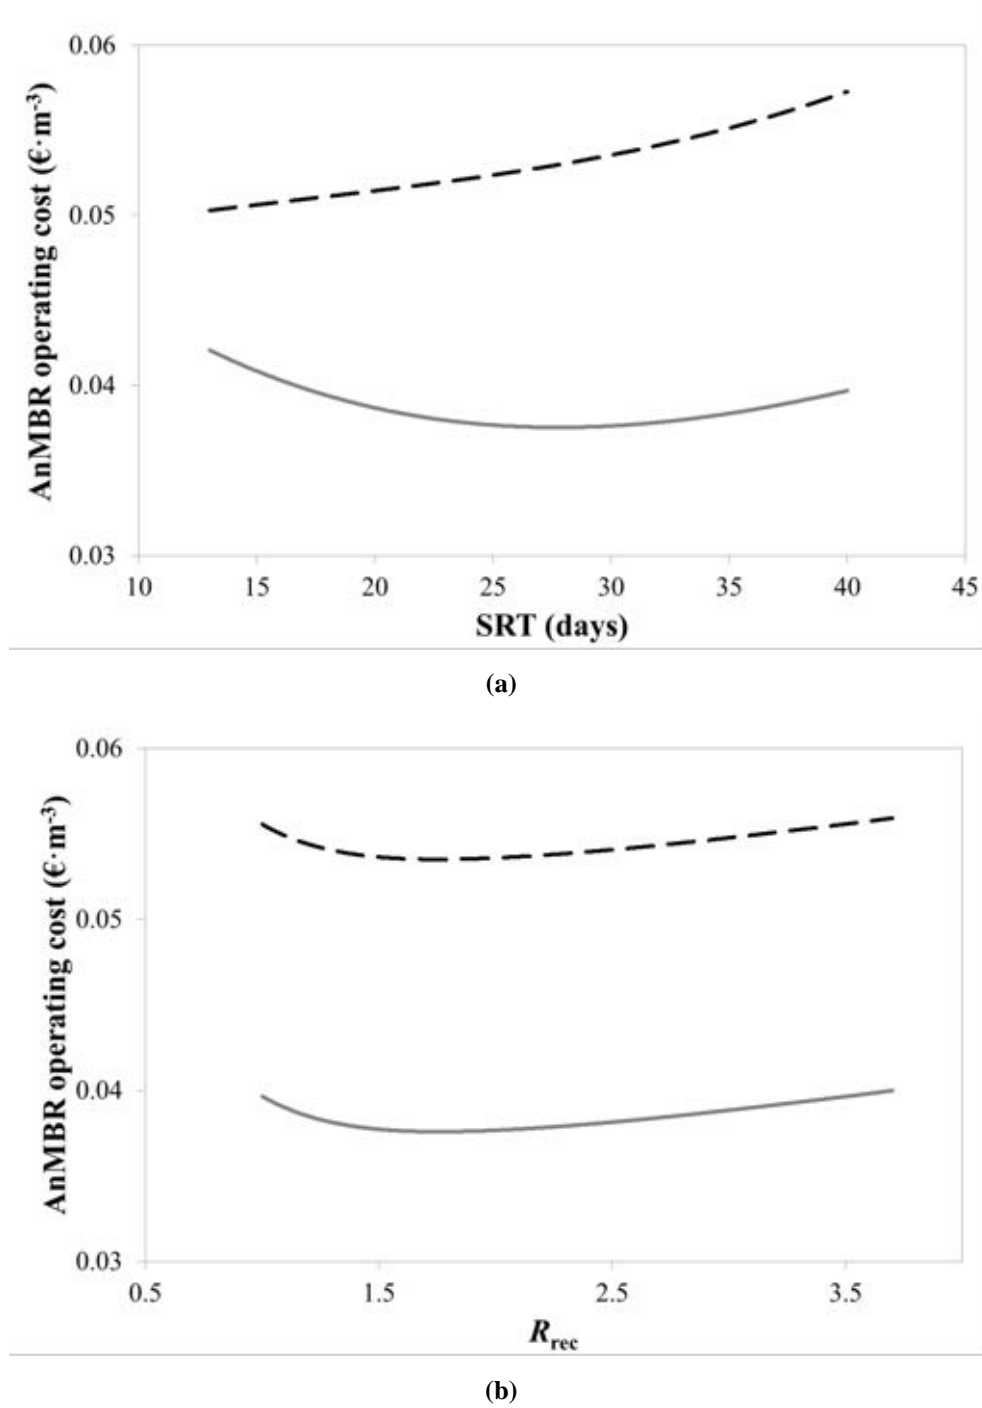 AnMBR operating cost (€·m⁻³)
0.06
0.05
0.04
0.03
10 15 20 25 30 35 40 45
SRT (days)
(a)
AnMBR operating cost (€·m⁻³)
0.06
0.05
0.04
0.03
0.5 1.5 2.5 3.5
Rrec
(b)